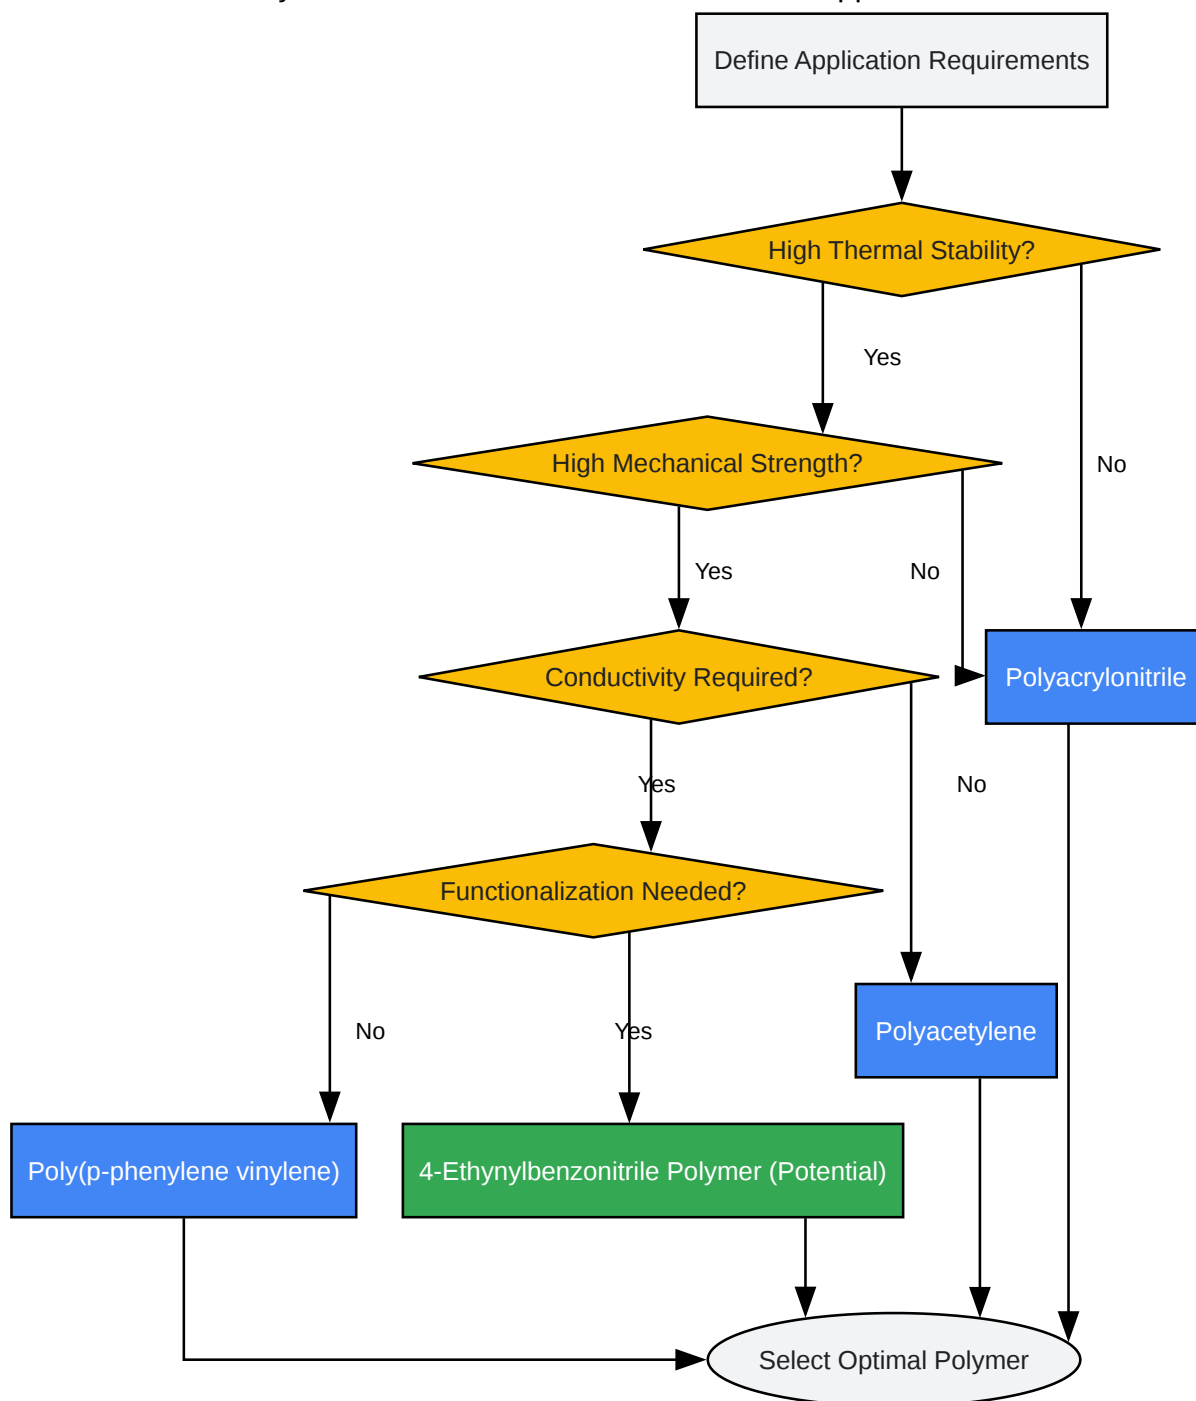 Define Application Requirements
High Thermal Stability?
Yes
High Mechanical Strength?
No
Yes
No
Conductivity Required?
Polyacrylonitrile
Yes
No
Functionalization Needed?
No
Yes
Polyacetylene
Poly(p-phenylene vinylene)
4-Ethynylbenzonitrile Polymer (Potential)
Select Optimal Polymer